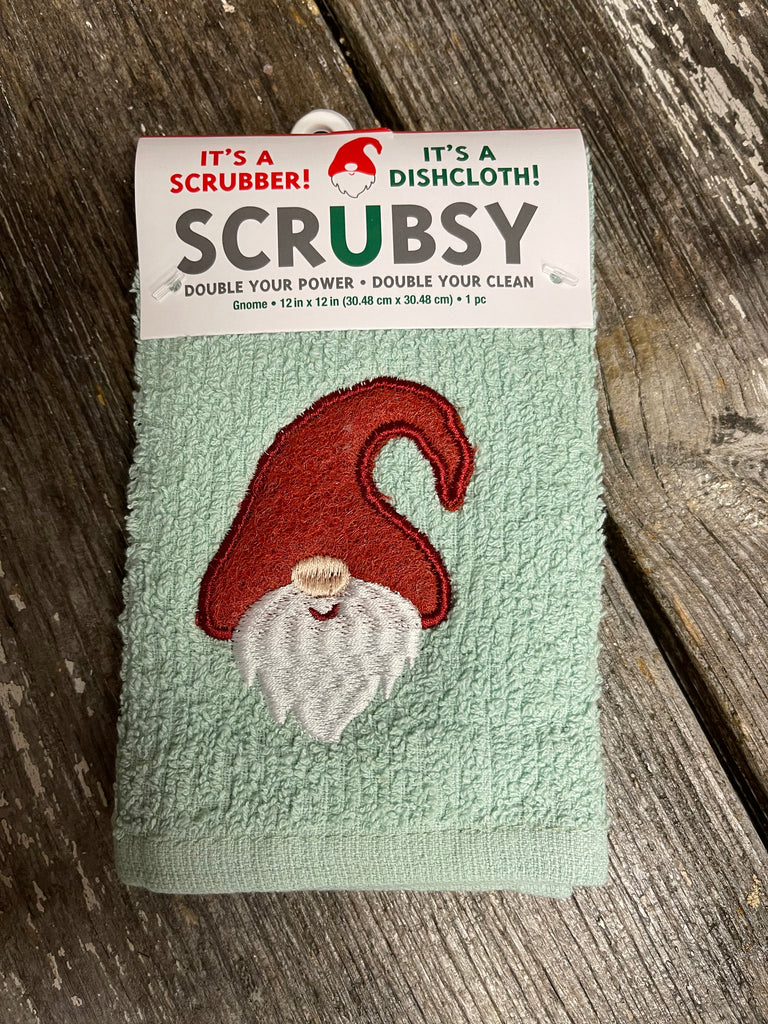 IT'S A SCRUBBER!
IT'S A DISHCLOTH!
SCRUBSY
DOUBLE YOUR POWER • DOUBLE YOUR CLEAN
Gnome • 12 in x 12 in (30.48 cm x 30.48 cm) • 1 pc